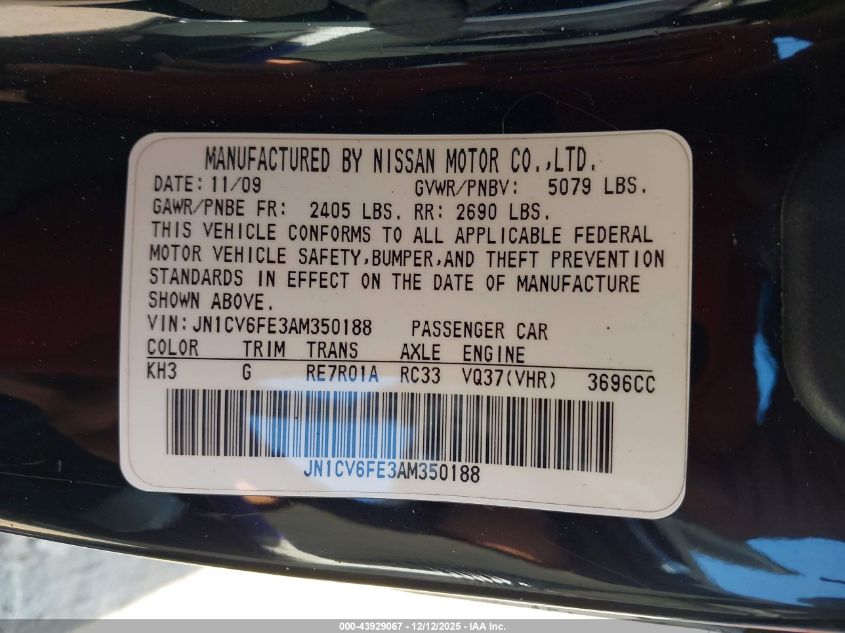 MANUFACTURED BY NISSAN MOTOR CO.,LTD.
DATE: 11/09 GVWR/PNBV: 5079 LBS.
GAWR/PNBE FR: 2405 LBS. RR: 2690 LBS.
THIS VEHICLE CONFORMS TO ALL APPLICABLE FEDERAL
MOTOR VEHICLE SAFETY,BUMPER,AND THEFT PREVENTION
STANDARDS IN EFFECT ON THE DATE OF MANUFACTURE
SHOWN ABOVE.
VIN:JN1CV6FE3AM350188 PASSENGER CAR
COLOR TRIM TRANS AXLE ENGINE
KH3 G RE7R01A RC33 VQ37(VHR) 3696CC
JN1CV6FE3AM350188
000-43929067 - 12/12/2025 - IAA Inc.